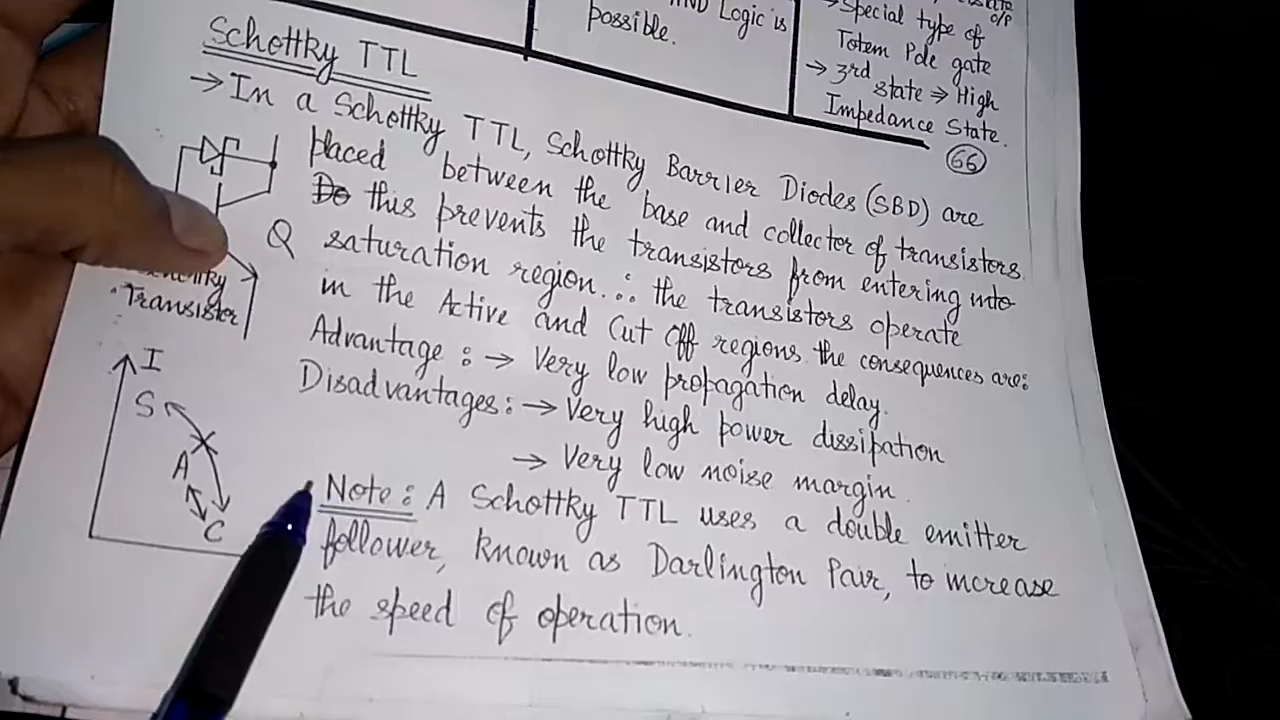 AND Logic is
possible.
→ Special type of
Totem Pole gate
→ 3rd state ⇒ High
Impedance State.
o/p
66
Schottky TTL
→ In a Schottky TTL, Schottky Barrier Diodes (SBD) are
placed between the base and collector of transistors.
this prevents the transistors from entering into
saturation region. ∴ the transistors operate
in the Active and Cut Off regions. the consequences are:
Advantage : → Very low propagation delay.
Disadvantages : → Very high power dissipation
→ Very low noise margin.
Note : A Schottky TTL uses a double emitter
follower, known as Darlington Pair, to increase
the speed of operation.
Q
Transister
I
S
A
C